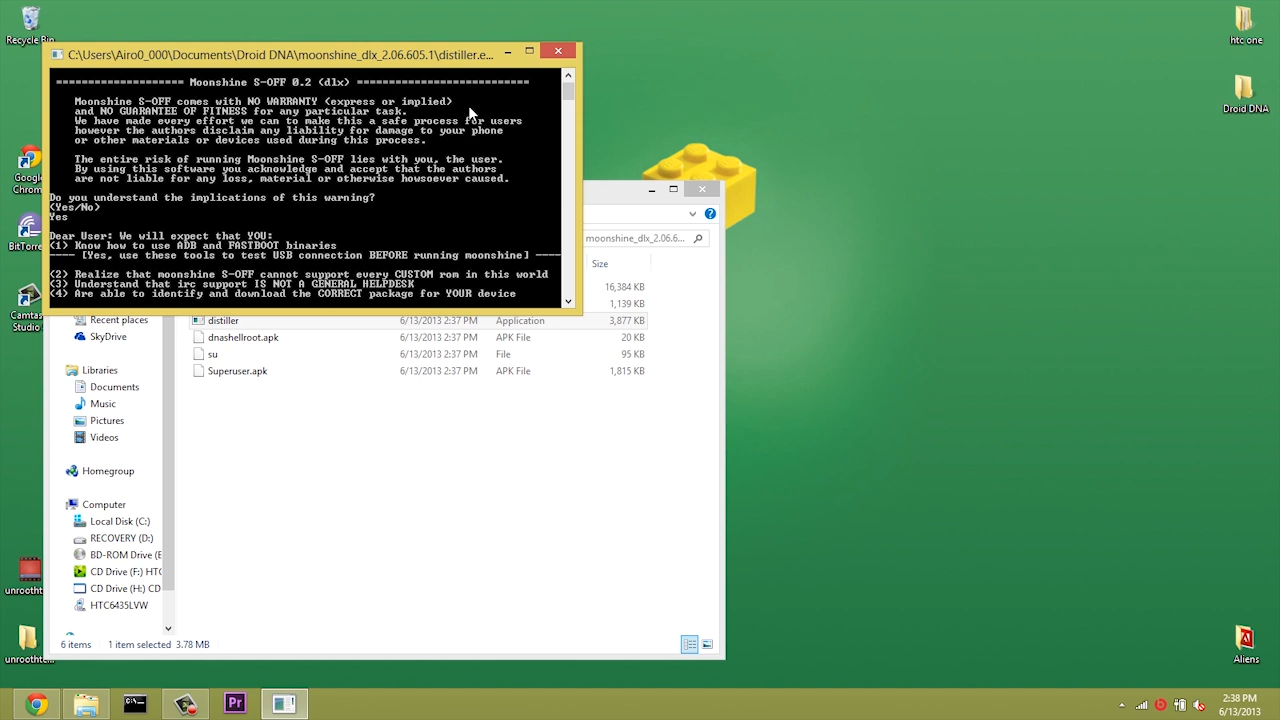 Recycle Bin
htc one
C:\Users\Airo0_000\Documents\Droid DNA\moonshine_dlx_2.06.605.1\distiller.e...
=================== Moonshine S-OFF 0.2 (dlx) =========================
Moonshine S-OFF comes with NO WARRANTY (express or implied)
and NO GUARANTEE OF FITNESS for any particular task.
We have made every effort we can to make this a safe process for users
however the authors disclaim any liability for damage to your phone
or other materials or devices used during this process.
The entire risk of running Moonshine S-OFF lies with you, the user.
By using this software you acknowledge and accept that the authors
are not liable for any loss, material or otherwise howsoever caused.
Do you understand the implications of this warning?
(Yes/No)
Yes
Dear User: We will expect that YOU:
(1) Know how to use ADB and FASTBOOT binaries
---- [Yes, use these tools to test USB connection BEFORE running moonshine] ----
(2) Realize that moonshine S-OFF cannot support every CUSTOM rom in this world
(3) Understand that irc support IS NOT A GENERAL HELPDESK
(4) Are able to identify and download the CORRECT package for YOUR device
Droid DNA
Google
Chrom
BitTorre
Camtas
Studio
moonshine_dlx_2.06.6...
Size
16,384 KB
1,139 KB
distiller 6/13/2013 2:37 PM Application 3,877 KB
dnashellroot.apk 6/13/2013 2:37 PM APK File 20 KB
su 6/13/2013 2:37 PM File 95 KB
Superuser.apk 6/13/2013 2:37 PM APK File 1,815 KB
Recent places
SkyDrive
Libraries
Documents
Music
Pictures
Videos
Homegroup
Computer
Local Disk (C:)
RECOVERY (D:)
BD-ROM Drive (E
CD Drive (F:) HTC
CD Drive (H:) CD
HTC6435LVW
6 items 1 item selected 3.78 MB
unrootht...
unrootht...
Aliens
C:\_
Pr
2:38 PM
6/13/2013